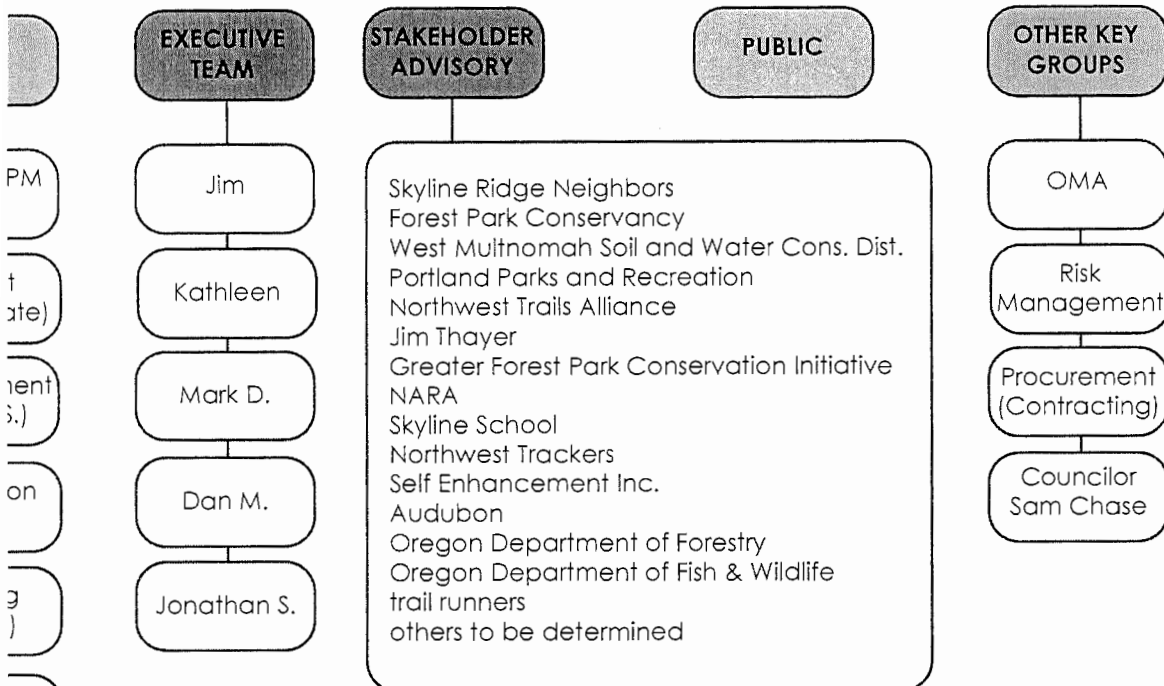 EXECUTIVE
TEAM
Jim
Kathleen
Mark D.
Dan M.
Jonathan S.
STAKEHOLDER
ADVISORY
Skyline Ridge Neighbors
Forest Park Conservancy
West Multnomah Soil and Water Cons. Dist.
Portland Parks and Recreation
Northwest Trails Alliance
Jim Thayer
Greater Forest Park Conservation Initiative
NARA
Skyline School
Northwest Trackers
Self Enhancement Inc.
Audubon
Oregon Department of Forestry
Oregon Department of Fish & Wildlife
trail runners
others to be determined
PUBLIC
OTHER KEY
GROUPS
OMA
Risk
Management
Procurement
(Contracting)
Councilor
Sam Chase
PM